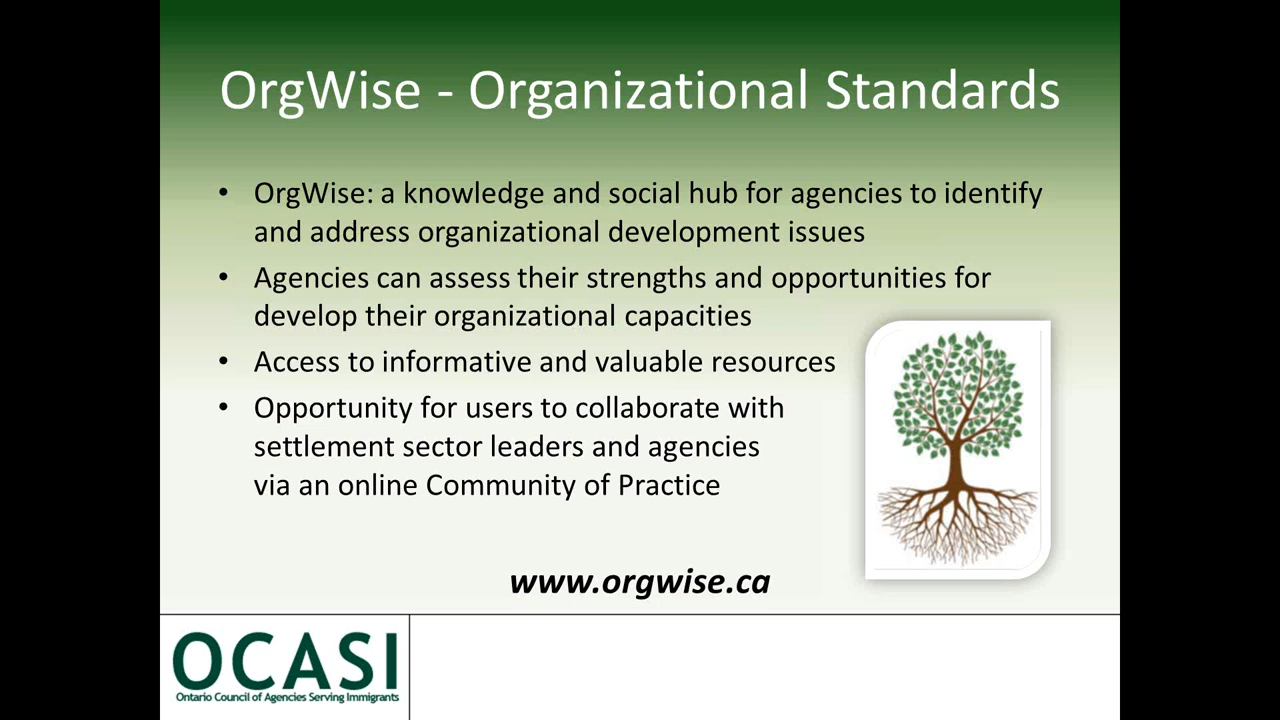 OrgWise - Organizational Standards
• OrgWise: a knowledge and social hub for agencies to identify
and address organizational development issues
• Agencies can assess their strengths and opportunities for
develop their organizational capacities
• Access to informative and valuable resources
• Opportunity for users to collaborate with
settlement sector leaders and agencies
via an online Community of Practice
www.orgwise.ca
OCASI
Ontario Council of Agencies Serving Immigrants